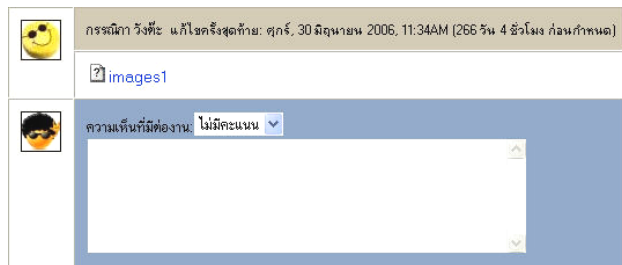 กรรณิกา วังต๊ะ แก้ไขครั้งสุดท้าย: ศุกร์, 30 มิถุนายน 2006, 11:34AM (266 วัน 4 ชั่วโมง ก่อนกำหนด)
images1
ความเห็นที่มีต่องาน: ไม่มีคะแนน